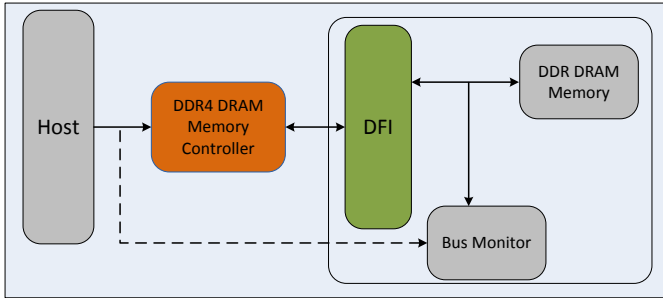 Host
DDR4 DRAM
Memory
Controller
DFI
DDR DRAM
Memory
Bus Monitor